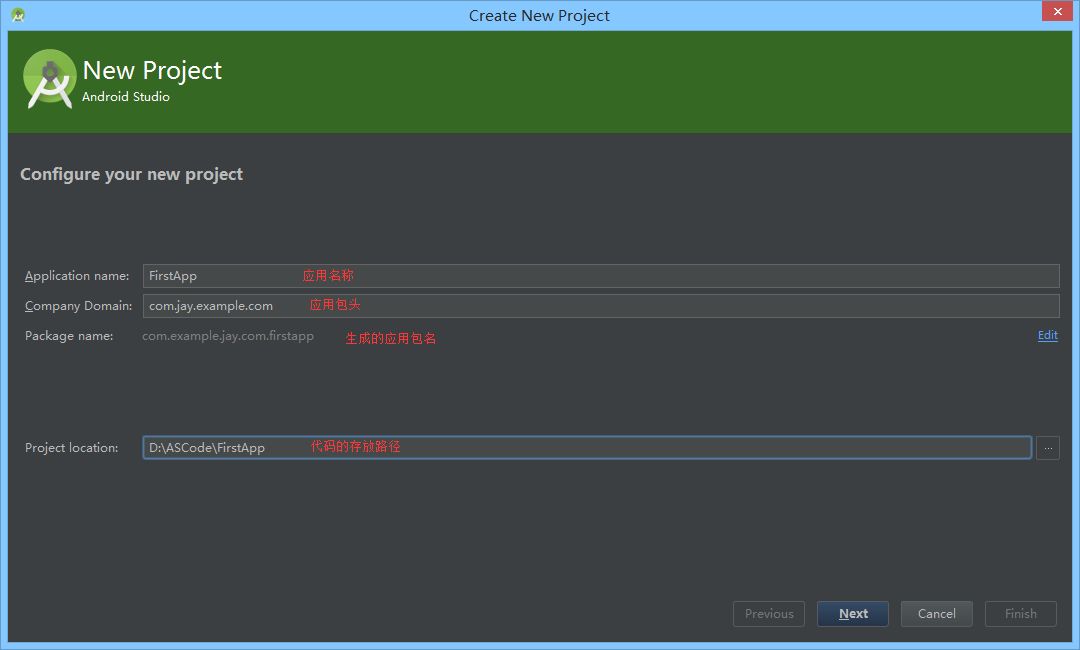 Create New Project
New Project
Android Studio
Configure your new project
Application name: FirstApp 应用名称
Company Domain: com.jay.example.com 应用包头
Package name: com.example.jay.com.firstapp 生成的应用包名 Edit
Project location: D:\ASCode\FirstApp 代码的存放路径 ...
Previous Next Cancel Finish